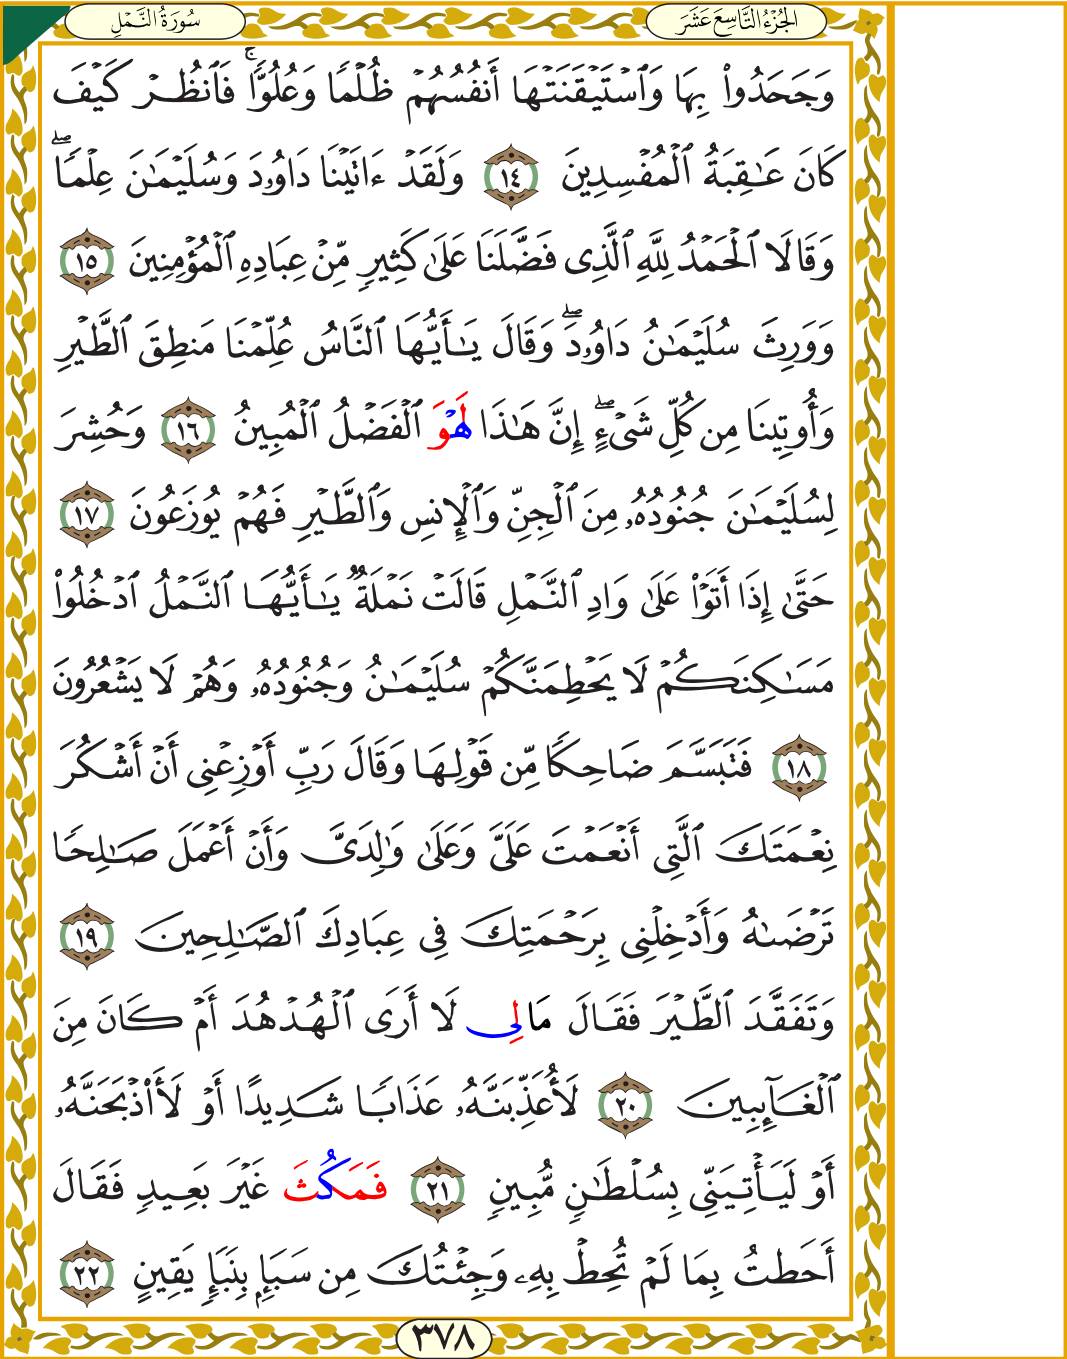 سُورَةُ النَّمْلِ
الجُزْءُ التَّاسِعَ عَشَرَ
وَجَحَدُواْ بِهَا وَٱسْتَيْقَنَتْهَا أَنفُسُهُمْ ظُلْمًا وَعُلُوًّاۚ فَٱنظُرْ كَيْفَ
كَانَ عَٰقِبَةُ ٱلْمُفْسِدِينَ ١٤ وَلَقَدْ ءَاتَيْنَا دَاوُۥدَ وَسُلَيْمَٰنَ عِلْمًاۖ
وَقَالَا ٱلْحَمْدُ لِلَّهِ ٱلَّذِى فَضَّلَنَا عَلَىٰ كَثِيرٍ مِّنْ عِبَادِهِ ٱلْمُؤْمِنِينَ ١٥
وَوَرِثَ سُلَيْمَٰنُ دَاوُۥدَۖ وَقَالَ يَٰٓأَيُّهَا ٱلنَّاسُ عُلِّمْنَا مَنطِقَ ٱلطَّيْرِ
وَأُوتِينَا مِن كُلِّ شَىْءٍۖ إِنَّ هَٰذَا لَهْوَ ٱلْفَضْلُ ٱلْمُبِينُ ١٦ وَحُشِرَ
لِسُلَيْمَٰنَ جُنُودُهُۥ مِنَ ٱلْجِنِّ وَٱلْإِنسِ وَٱلطَّيْرِ فَهُمْ يُوزَعُونَ ١٧
حَتَّىٰ إِذَا أَتَوْاْ عَلَىٰ وَادِ ٱلنَّمْلِ قَالَتْ نَمْلَةٌ يَٰٓأَيُّهَا ٱلنَّمْلُ ٱدْخُلُواْ
مَسَٰكِنَكُمْ لَا يَحْطِمَنَّكُمْ سُلَيْمَٰنُ وَجُنُودُهُۥ وَهُمْ لَا يَشْعُرُونَ
١٨ فَتَبَسَّمَ ضَاحِكًا مِّن قَوْلِهَا وَقَالَ رَبِّ أَوْزِعْنِى أَنْ أَشْكُرَ
نِعْمَتَكَ ٱلَّتِى أَنْعَمْتَ عَلَىَّ وَعَلَىٰ وَٰلِدَىَّ وَأَنْ أَعْمَلَ صَٰلِحًا
تَرْضَىٰهُ وَأَدْخِلْنِى بِرَحْمَتِكَ فِى عِبَادِكَ ٱلصَّٰلِحِينَ ١٩
وَتَفَقَّدَ ٱلطَّيْرَ فَقَالَ مَا لِى لَا أَرَى ٱلْهُدْهُدَ أَمْ كَانَ مِنَ
ٱلْغَآئِبِينَ ٢٠ لَأُعَذِّبَنَّهُۥ عَذَابًا شَدِيدًا أَوْ لَأَاْذْبَحَنَّهُۥ
أَوْ لَيَأْتِيَنِّى بِسُلْطَٰنٍ مُّبِينٍ ٢١ فَمَكُثَ غَيْرَ بَعِيدٍ فَقَالَ
أَحَطتُ بِمَا لَمْ تُحِطْ بِهِۦ وَجِئْتُكَ مِن سَبَإٍ بِنَبَإٍ يَقِينٍ ٢٢
٣٧٨